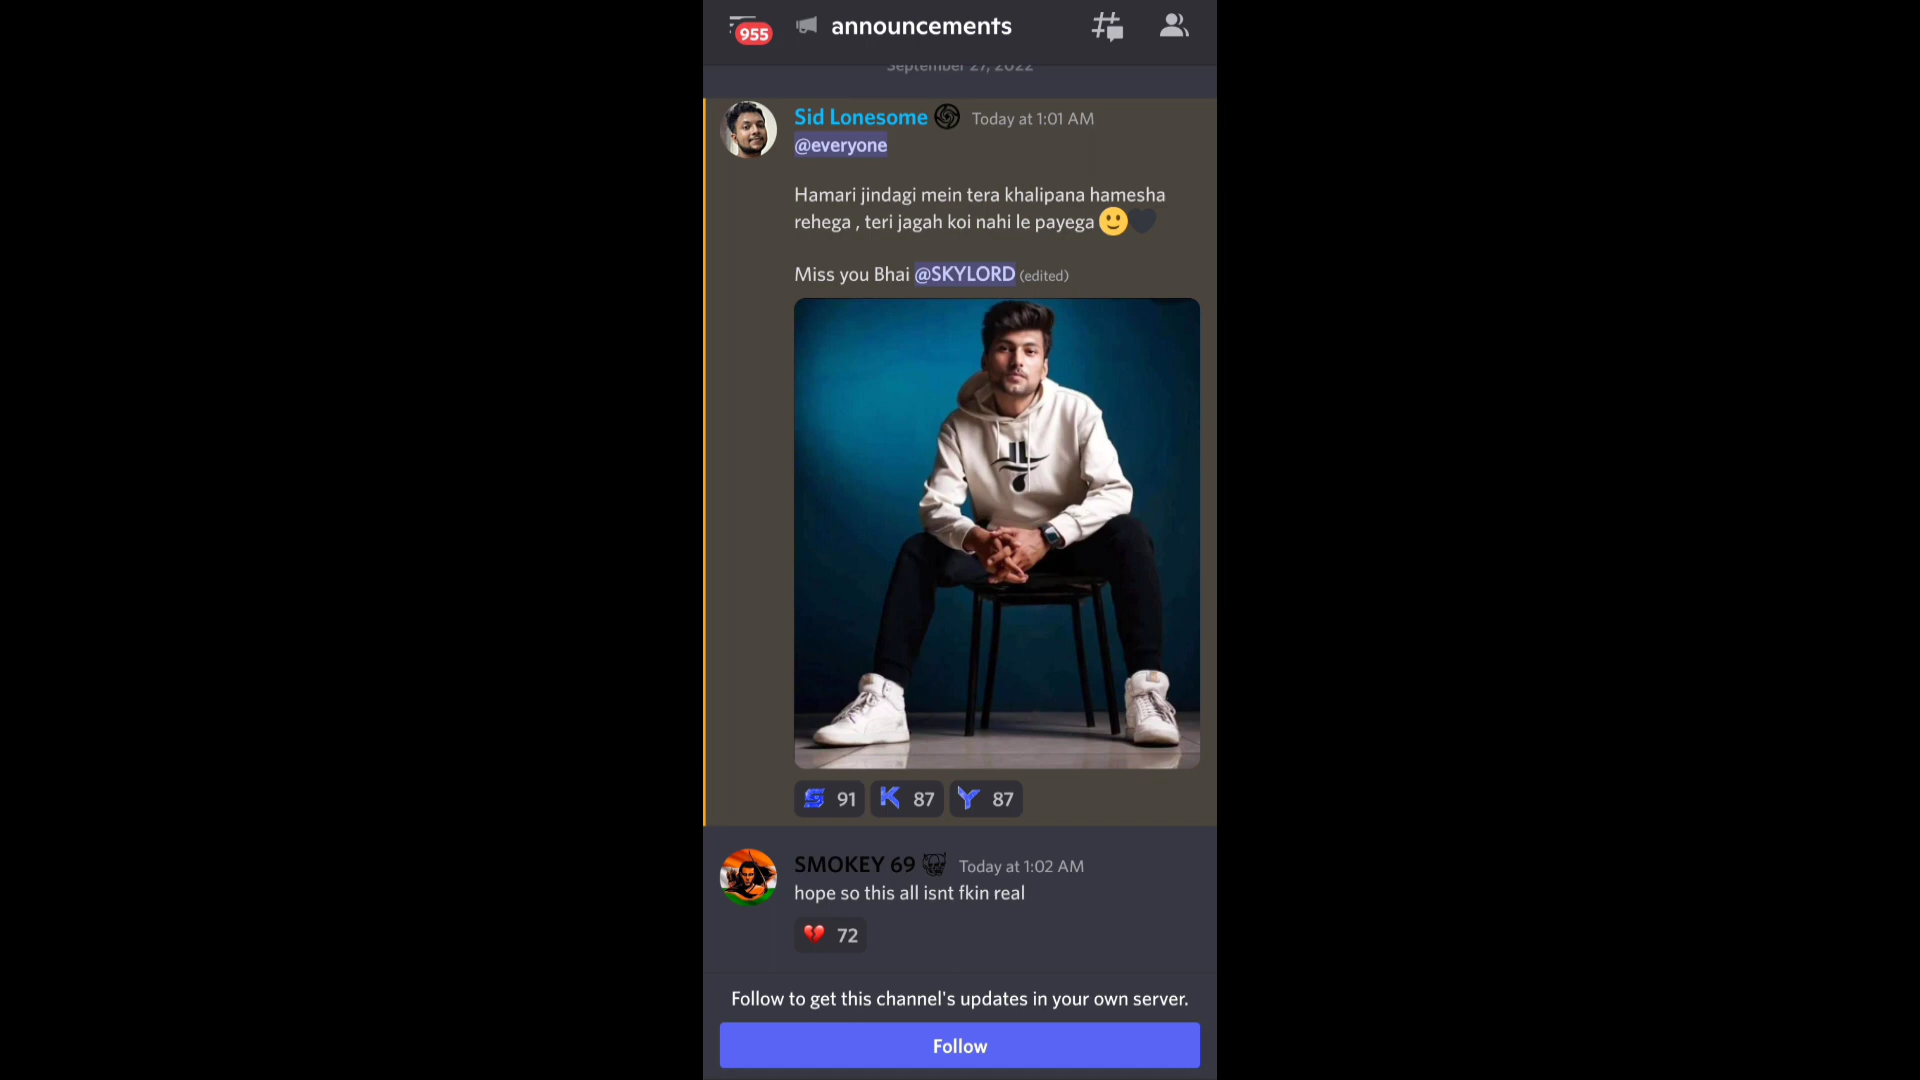 955
announcements
September 27, 2022
Sid Lonesome Today at 1:01 AM
@everyone
Hamari jindagi mein tera khalipana hamesha
rehega , teri jagah koi nahi le payega 🙂🖤
Miss you Bhai @SKYLORD (edited)
S 91 K 87 Y 87
SMOKEY 69 Today at 1:02 AM
hope so this all isnt fkin real
💔 72
Follow to get this channel's updates in your own server.
Follow